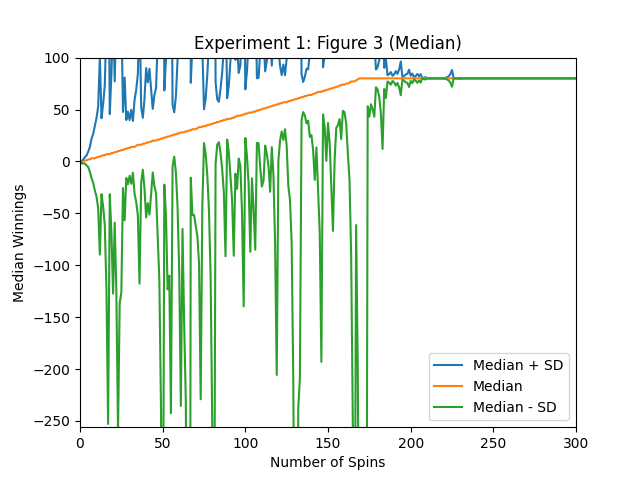 Experiment 1: Figure 3 (Median)
Median Winnings
100
50
0
−50
−100
−150
−200
−250
0 50 100 150 200 250 300
Number of Spins
Median + SD
Median
Median - SD